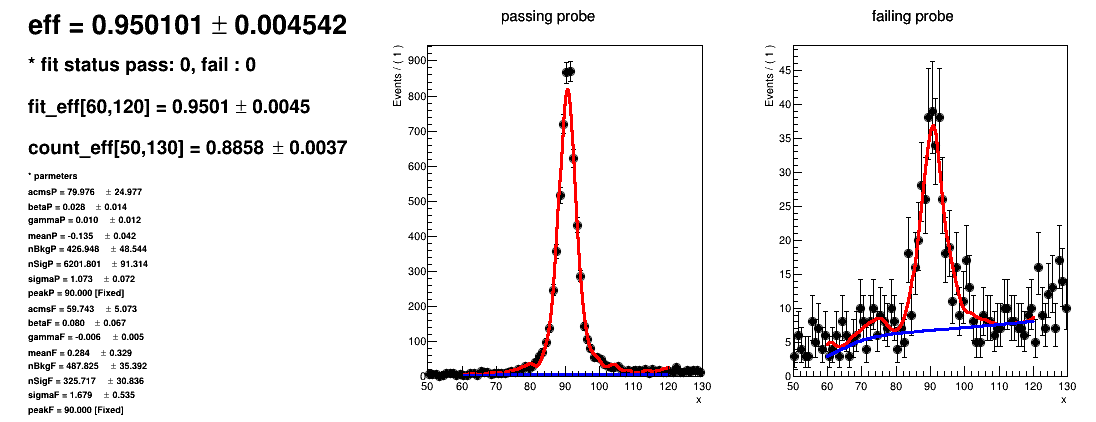 eff = 0.950101 ± 0.004542
* fit status pass: 0, fail : 0
fit_eff[60,120] = 0.9501 ± 0.0045
count_eff[50,130] = 0.8858 ± 0.0037
* parmeters
acmsP = 79.976 ± 24.977
betaP = 0.028 ± 0.014
gammaP = 0.010 ± 0.012
meanP = -0.135 ± 0.042
nBkgP = 426.948 ± 48.544
nSigP = 6201.801 ± 91.314
sigmaP = 1.073 ± 0.072
peakP = 90.000 [Fixed]
acmsF = 59.743 ± 5.073
betaF = 0.080 ± 0.067
gammaF = -0.006 ± 0.005
meanF = 0.284 ± 0.329
nBkgF = 487.825 ± 35.392
nSigF = 325.717 ± 30.836
sigmaF = 1.679 ± 0.535
peakF = 90.000 [Fixed]
passing probe
Events / ( 1 )
900
800
700
600
500
400
300
200
100
0
50 60 70 80 90 100 110 120 130
x
failing probe
Events / ( 1 )
45
40
35
30
25
20
15
10
5
0
50 60 70 80 90 100 110 120 130
x